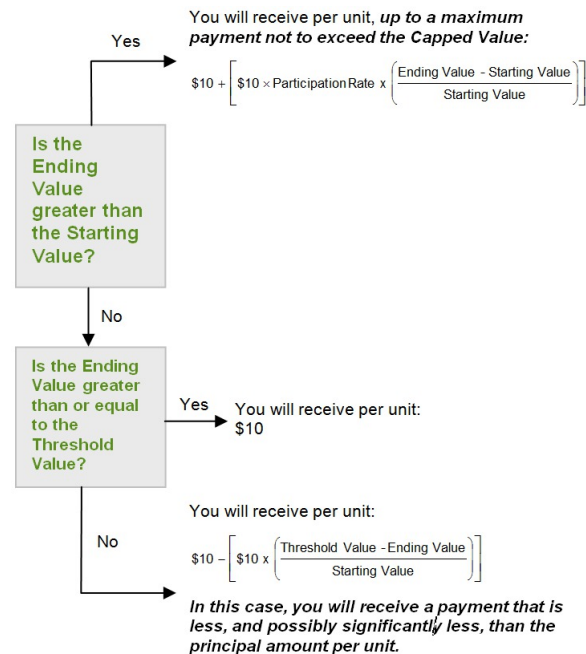 You will receive per unit, up to a maximum
payment not to exceed the Capped Value:
Yes
$10 + [ $10 × Participation Rate x ( Ending Value - Starting Value / Starting Value ) ]
Is the
Ending
Value
greater than
the Starting
Value?
No
Is the Ending
Value greater
than or equal
to the
Threshold
Value?
Yes
You will receive per unit:
$10
You will receive per unit:
No
$10 – [ $10 x ( Threshold Value - Ending Value / Starting Value ) ]
In this case, you will receive a payment that is
less, and possibly significantly less, than the
principal amount per unit.